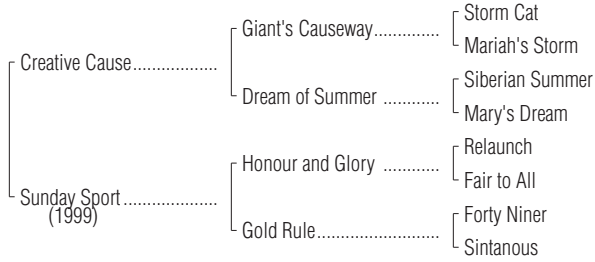 Storm Cat
Giant's Causeway..............
Mariah's Storm
Creative Cause..................
Siberian Summer
Dream of Summer ............
Mary's Dream
Relaunch
Honour and Glory ............
Fair to All
Sunday Sport....................
(1999)
Forty Niner
Gold Rule..........................
Sintanous